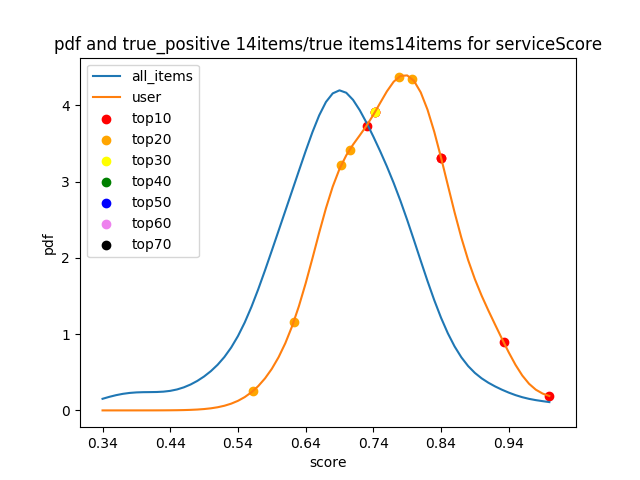 pdf and true_positive 14items/true items14items for serviceScore
all_items
user
top10
top20
top30
top40
top50
top60
top70
pdf
4
3
2
1
0
0.34 0.44 0.54 0.64 0.74 0.84 0.94
score